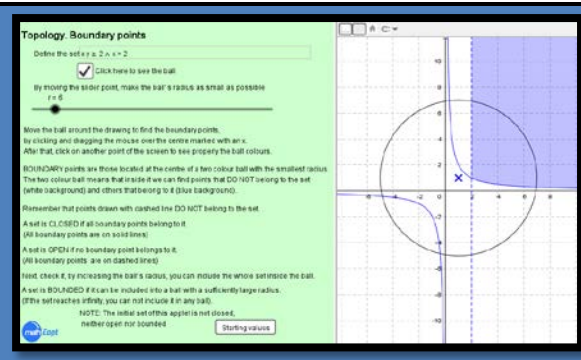 Topology. Boundary points
Define the set xy ≥ 2 ∧ x > 2
Click here to see the ball
By moving the slider point, make the ball's radius as small as possible
r = 6
Move the ball around the drawing to find the boundary points,
by clicking and dragging the mouse over the centre marked with an x.
After that, click on another point of the screen to see properly the ball colours.
BOUNDARY points are those located at the centre of a two colour ball with the smallest radius
The two colour ball means that inside it we can find points that DO NOT belong to the set
(white background) and others that belong to it (blue background).
Remember that points drawn with dashed line DO NOT belong to the set.
A set is CLOSED if all boundary points belong to it.
(All boundary points are on solid lines)
A set is OPEN if no boundary point belongs to it.
(All boundary points are on dashed lines)
Next, check if, by increasing the ball's radius, you can include the whole set inside the ball.
A set is BOUNDED if it can be included into a ball with a sufficiently large radius.
(If the set reaches infinity, you can not include it in any ball).
NOTE: The initial set of this applet is not closed,
neither open nor bounded
Starting values
10
8
6
4
2
0
-2
-4
-6
-8
-10
-6
-4
-2
2
4
6
8